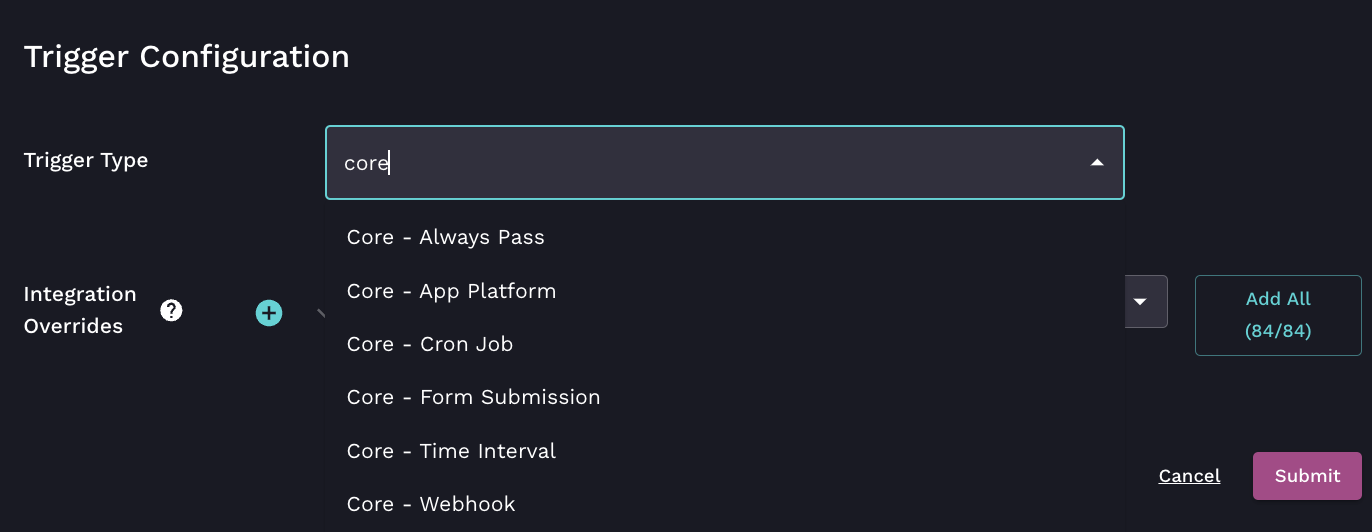 Trigger Configuration
Trigger Type
core
Core - Always Pass
Core - App Platform
Core - Cron Job
Core - Form Submission
Core - Time Interval
Core - Webhook
Integration
Overrides
Add All
(84/84)
Cancel
Submit